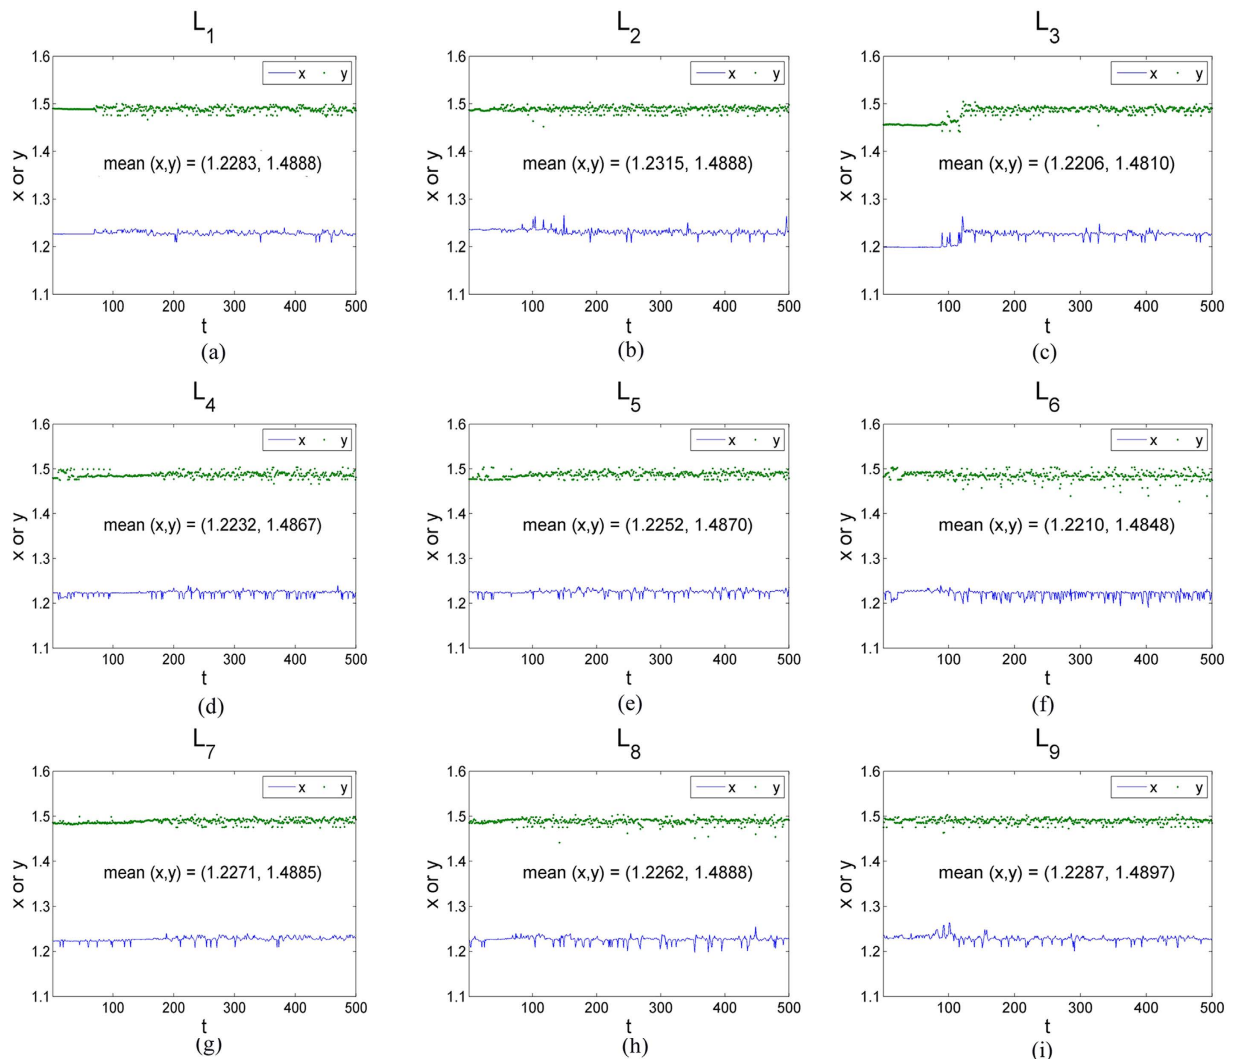 L1 L2 L3
1.6 1.6 1.6
x y x y x y
1.5 1.5 1.5
1.4 1.4 1.4
mean (x,y) = (1.2283, 1.4888) mean (x,y) = (1.2315, 1.4888) mean (x,y) = (1.2206, 1.4810)
x or y x or y x or y
1.3 1.3 1.3
1.2 1.2 1.2
1.1 1.1 1.1
100 200 300 400 500 100 200 300 400 500 100 200 300 400 500
t t t
(a) (b) (c)
L4 L5 L6
1.6 1.6 1.6
x y x y x y
1.5 1.5 1.5
1.4 1.4 1.4
mean (x,y) = (1.2232, 1.4867) mean (x,y) = (1.2252, 1.4870) mean (x,y) = (1.2210, 1.4848)
x or y x or y x or y
1.3 1.3 1.3
1.2 1.2 1.2
1.1 1.1 1.1
100 200 300 400 500 100 200 300 400 500 100 200 300 400 500
t t t
(d) (e) (f)
L7 L8 L9
1.6 1.6 1.6
x y x y x y
1.5 1.5 1.5
1.4 1.4 1.4
mean (x,y) = (1.2271, 1.4885) mean (x,y) = (1.2262, 1.4888) mean (x,y) = (1.2287, 1.4897)
x or y x or y x or y
1.3 1.3 1.3
1.2 1.2 1.2
1.1 1.1 1.1
100 200 300 400 500 100 200 300 400 500 100 200 300 400 500
t t t
(g) (h) (i)